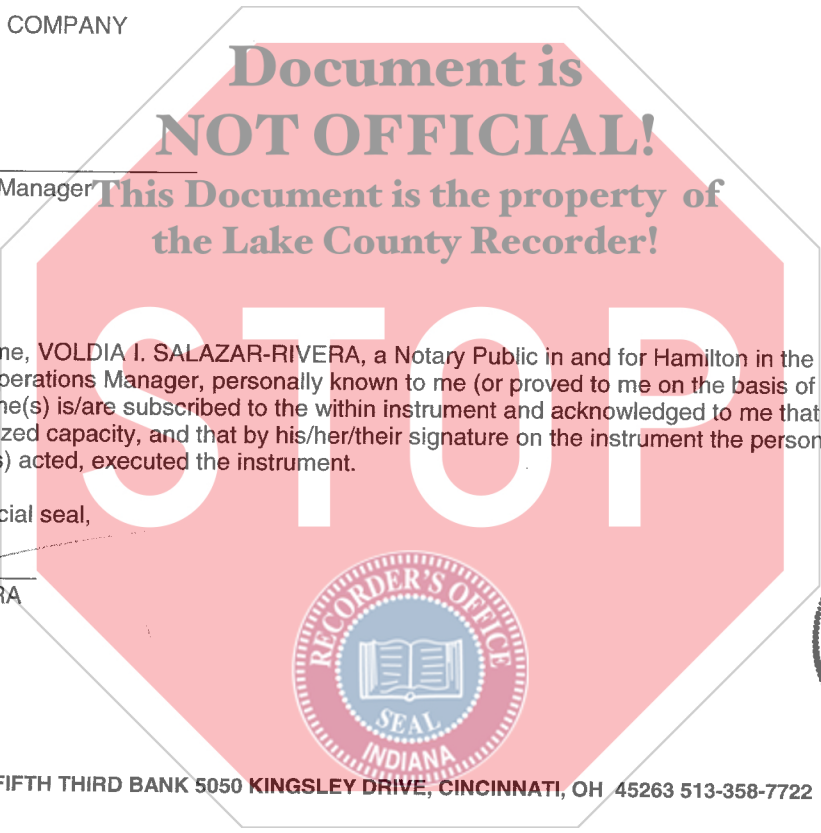 COMPANY
Document is
NOT OFFICIAL!
Manager
This Document is the property of
the Lake County Recorder!
STOP
me, VOLDIA I. SALAZAR-RIVERA, a Notary Public in and for Hamilton in the
perations Manager, personally known to me (or proved to me on the basis of
me(s) is/are subscribed to the within instrument and acknowledged to me that
zed capacity, and that by his/her/their signature on the instrument the person
s) acted, executed the instrument.
cial seal,
RA
RECORDER'S OFFICE
SEAL
INDIANA
FIFTH THIRD BANK 5050 KINGSLEY DRIVE, CINCINNATI, OH 45263 513-358-7722